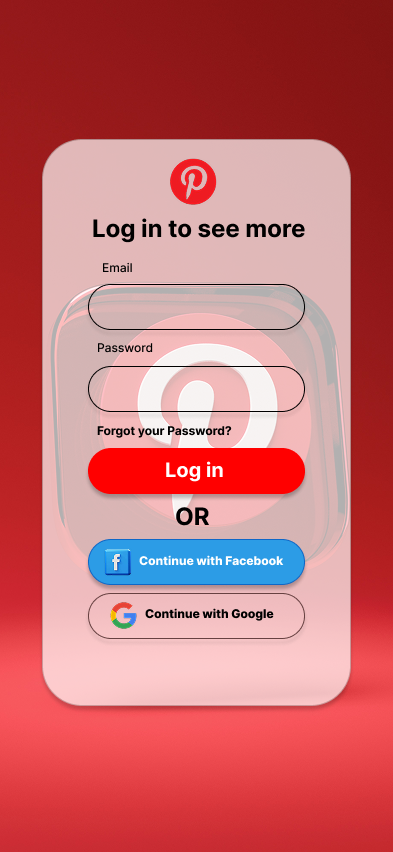 Log in to see more
Email
Password
Forgot your Password?
Log in
OR
f Continue with Facebook
Continue with Google